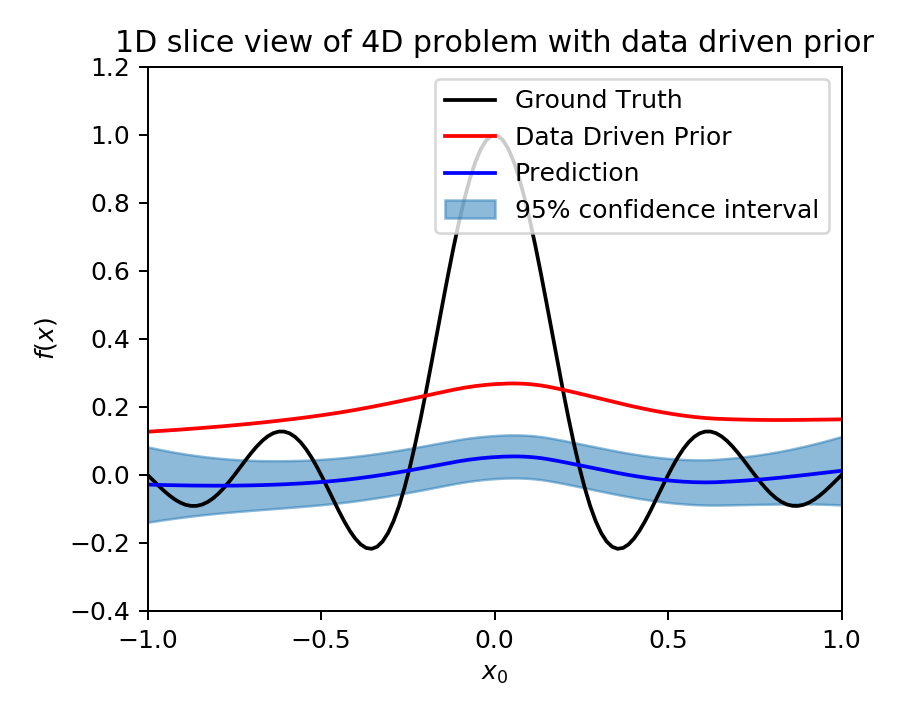 1D slice view of 4D problem with data driven prior
1.2
1.0
0.8
0.6
0.4
0.2
0.0
−0.2
−0.4
f(x)
Ground Truth
Data Driven Prior
Prediction
95% confidence interval
−1.0 −0.5 0.0 0.5 1.0
x₀